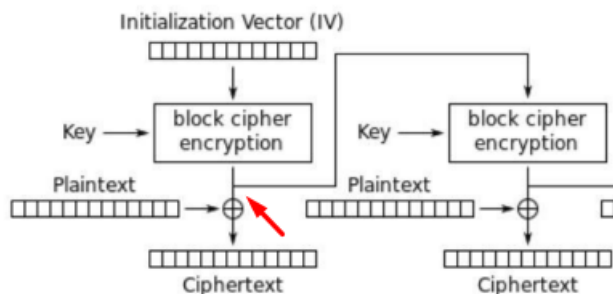 Initialization Vector (IV)
block cipher
encryption
Key
Plaintext
Ciphertext
block cipher
encryption
Key
Plaintext
Ciphertext